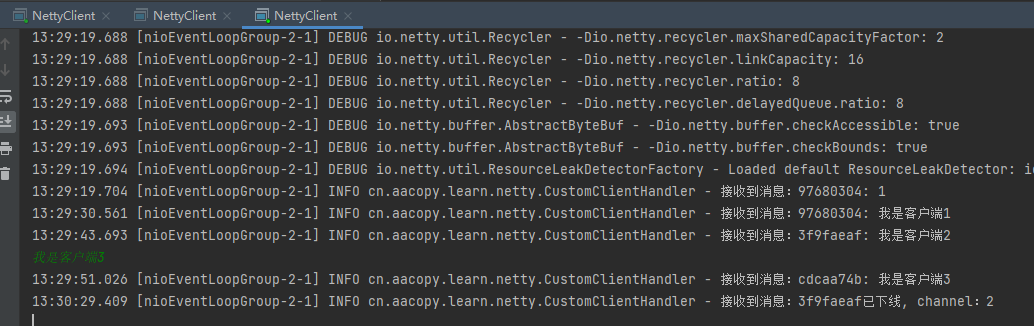 NettyClient × NettyClient × NettyClient ×
13:29:19.688 [nioEventLoopGroup-2-1] DEBUG io.netty.util.Recycler - -Dio.netty.recycler.maxSharedCapacityFactor: 2
13:29:19.688 [nioEventLoopGroup-2-1] DEBUG io.netty.util.Recycler - -Dio.netty.recycler.linkCapacity: 16
13:29:19.688 [nioEventLoopGroup-2-1] DEBUG io.netty.util.Recycler - -Dio.netty.recycler.ratio: 8
13:29:19.688 [nioEventLoopGroup-2-1] DEBUG io.netty.util.Recycler - -Dio.netty.recycler.delayedQueue.ratio: 8
13:29:19.693 [nioEventLoopGroup-2-1] DEBUG io.netty.buffer.AbstractByteBuf - -Dio.netty.buffer.checkAccessible: true
13:29:19.693 [nioEventLoopGroup-2-1] DEBUG io.netty.buffer.AbstractByteBuf - -Dio.netty.buffer.checkBounds: true
13:29:19.694 [nioEventLoopGroup-2-1] DEBUG io.netty.util.ResourceLeakDetectorFactory - Loaded default ResourceLeakDetector: io
13:29:19.704 [nioEventLoopGroup-2-1] INFO cn.aacopy.learn.netty.CustomClientHandler - 接收到消息：97680304: 1
13:29:30.561 [nioEventLoopGroup-2-1] INFO cn.aacopy.learn.netty.CustomClientHandler - 接收到消息：97680304: 我是客户端1
13:29:43.693 [nioEventLoopGroup-2-1] INFO cn.aacopy.learn.netty.CustomClientHandler - 接收到消息：3f9faeaf: 我是客户端2
我是客户端3
13:29:51.026 [nioEventLoopGroup-2-1] INFO cn.aacopy.learn.netty.CustomClientHandler - 接收到消息：cdcaa74b: 我是客户端3
13:30:29.409 [nioEventLoopGroup-2-1] INFO cn.aacopy.learn.netty.CustomClientHandler - 接收到消息：3f9faeaf已下线, channel：2